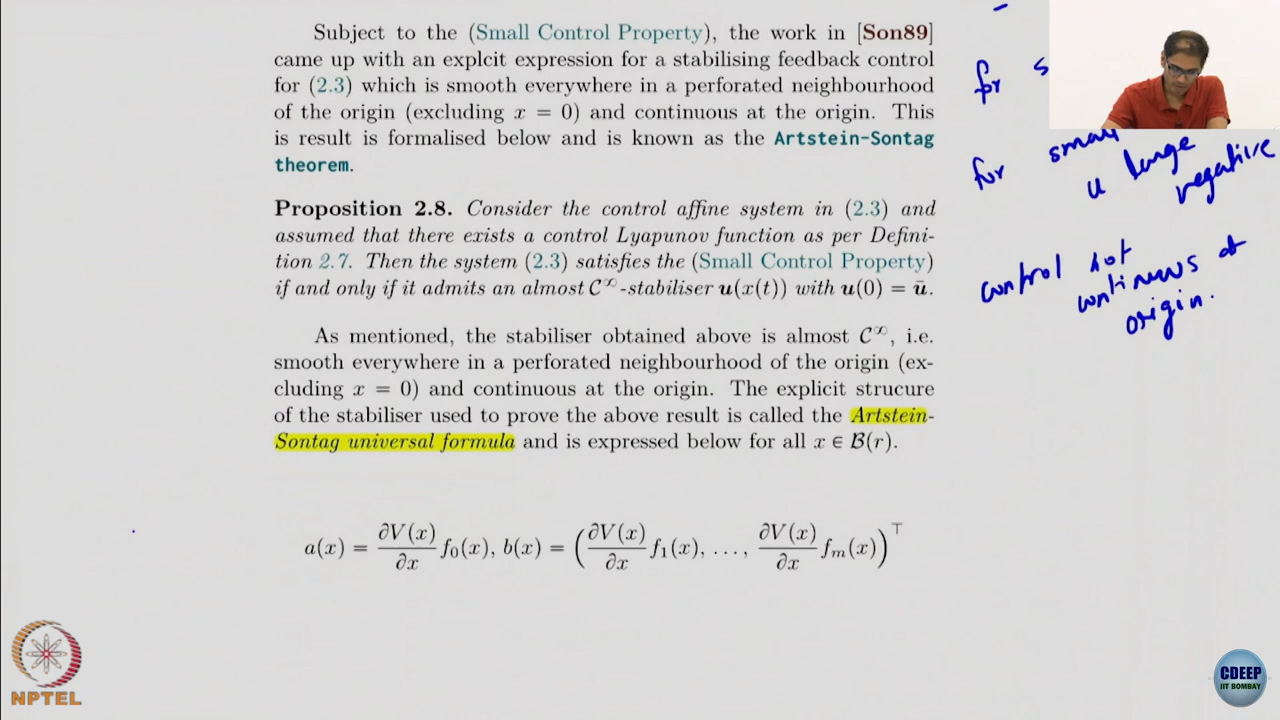 Subject to the (Small Control Property), the work in [Son89]
came up with an explcit expression for a stabilising feedback control
for (2.3) which is smooth everywhere in a perforated neighbourhood
of the origin (excluding x = 0) and continuous at the origin. This
is result is formalised below and is known as the Artstein-Sontag
theorem.
Proposition 2.8. Consider the control affine system in (2.3) and
assumed that there exists a control Lyapunov function as per Defini-
tion 2.7. Then the system (2.3) satisfies the (Small Control Property)
if and only if it admits an almost C∞-stabiliser u(x(t)) with u(0) = ū.
As mentioned, the stabiliser obtained above is almost C∞, i.e.
smooth everywhere in a perforated neighbourhood of the origin (ex-
cluding x = 0) and continuous at the origin. The explicit strucure
of the stabiliser used to prove the above result is called the Artstein-
Sontag universal formula and is expressed below for all x ∈ B(r).
a(x) = ∂V(x)/∂x f₀(x), b(x) = (∂V(x)/∂x f₁(x), ..., ∂V(x)/∂x fₘ(x))⊤
for s
for small
u large
negative
control not
continuous at
origin.
NPTEL
CDEEP
IIT BOMBAY